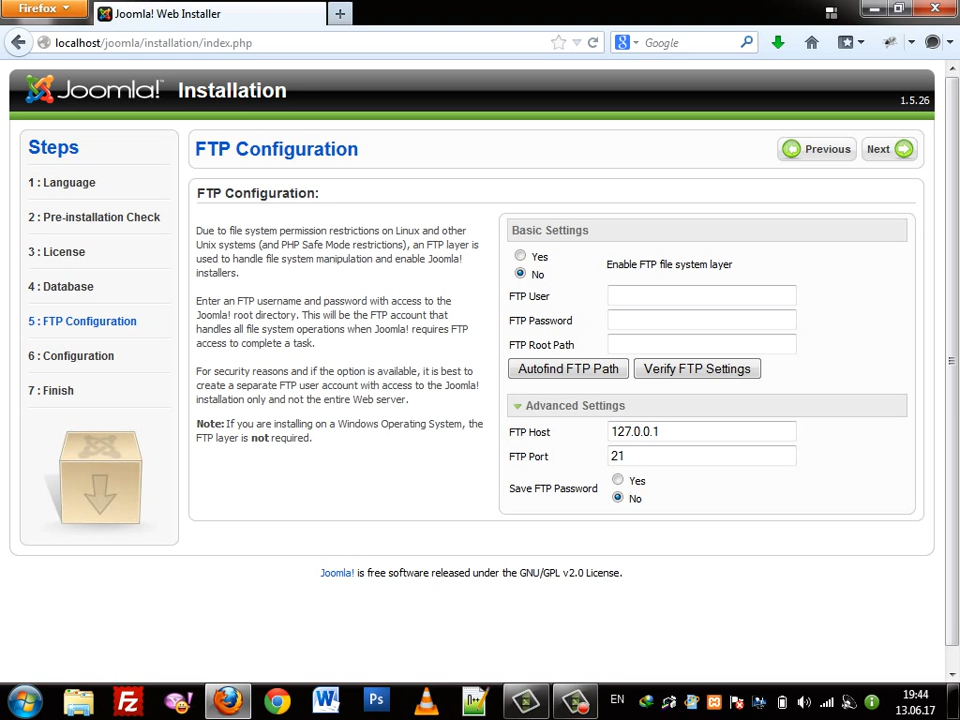 Firefox
Joomla! Web Installer
localhost/joomla/installation/index.php
Google
Joomla! Installation
1.5.26
Steps
1 : Language
2 : Pre-installation Check
3 : License
4 : Database
5 : FTP Configuration
6 : Configuration
7 : Finish
FTP Configuration
Previous
Next
FTP Configuration:
Due to file system permission restrictions on Linux and other
Unix systems (and PHP Safe Mode restrictions), an FTP layer is
used to handle file system manipulation and enable Joomla!
installers.
Enter an FTP username and password with access to the
Joomla! root directory. This will be the FTP account that
handles all file system operations when Joomla! requires FTP
access to complete a task.
For security reasons and if the option is available, it is best to
create a separate FTP user account with access to the Joomla!
installation only and not the entire Web server.
Note: If you are installing on a Windows Operating System, the
FTP layer is not required.
Basic Settings
Yes
No
Enable FTP file system layer
FTP User
FTP Password
FTP Root Path
Autofind FTP Path
Verify FTP Settings
Advanced Settings
FTP Host
127.0.0.1
FTP Port
21
Save FTP Password
Yes
No
Joomla! is free software released under the GNU/GPL v2.0 License.
EN
19:44
13.06.17